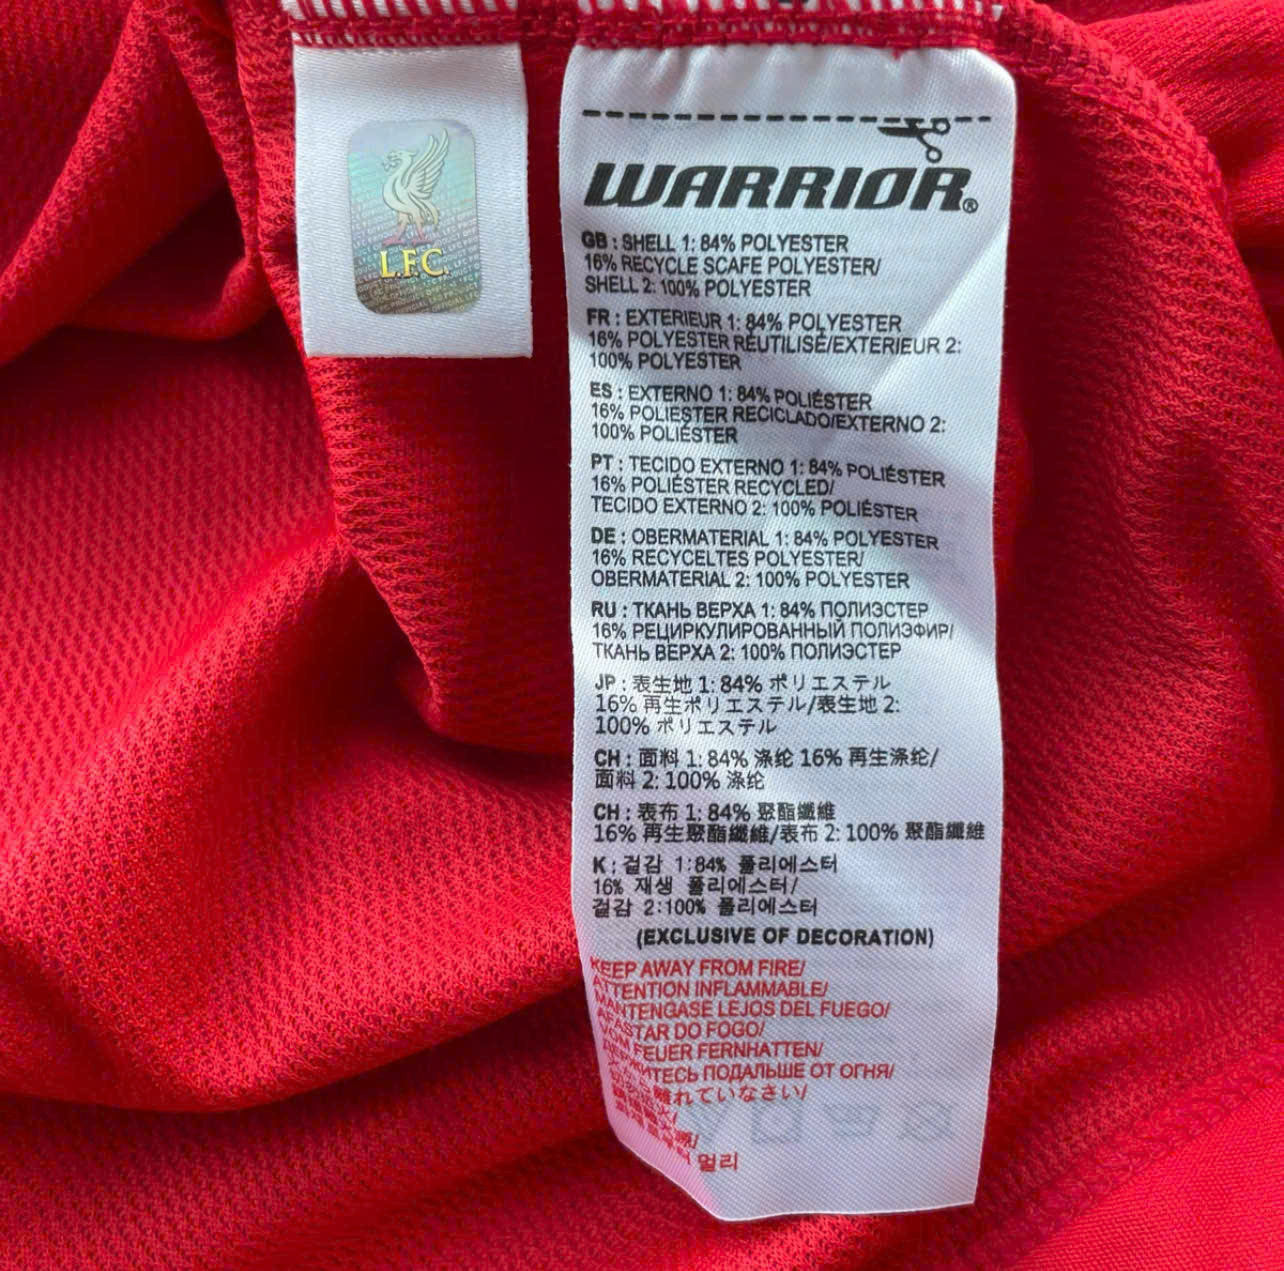 L.F.C.
WARRIOR®
GB : SHELL 1: 84% POLYESTER
16% RECYCLE SCAFE POLYESTER/
SHELL 2: 100% POLYESTER
FR : EXTERIEUR 1: 84% POLYESTER
16% POLYESTER RÉUTILISÉ/EXTERIEUR 2:
100% POLYESTER
ES : EXTERNO 1: 84% POLIÉSTER
16% POLIESTER RECICLADO/EXTERNO 2:
100% POLIÉSTER
PT : TECIDO EXTERNO 1: 84% POLIÉSTER
16% POLIÉSTER RECYCLED/
TECIDO EXTERNO 2: 100% POLIÉSTER
DE : OBERMATERIAL 1: 84% POLYESTER
16% RECYCELTES POLYESTER/
OBERMATERIAL 2: 100% POLYESTER
RU : ТКАНЬ ВЕРХА 1: 84% ПОЛИЭСТЕР
16% РЕЦИРКУЛИРОВАННЫЙ ПОЛИЭФИР/
ТКАНЬ ВЕРХА 2: 100% ПОЛИЭСТЕР
JP : 表生地 1: 84% ポリエステル
16% 再生ポリエステル/表生地 2:
100% ポリエステル
CH : 面料 1: 84% 涤纶 16% 再生涤纶/
面料 2: 100% 涤纶
CH : 表布 1: 84% 聚酯纖維
16% 再生聚酯纖維/表布 2: 100% 聚酯纖維
K : 겉감 1:84% 폴리에스터
16% 재생 폴리에스터/
겉감 2:100% 폴리에스터
(EXCLUSIVE OF DECORATION)
KEEP AWAY FROM FIRE/
ATTENTION INFLAMMABLE/
MANTENGASE LEJOS DEL FUEGO/
AFASTAR DO FOGO/
VOM FEUER FERNHATTEN/
ДЕРЖИТЕСЬ ПОДАЛЬШЕ ОТ ОГНЯ/
離れていなさい/
멀리